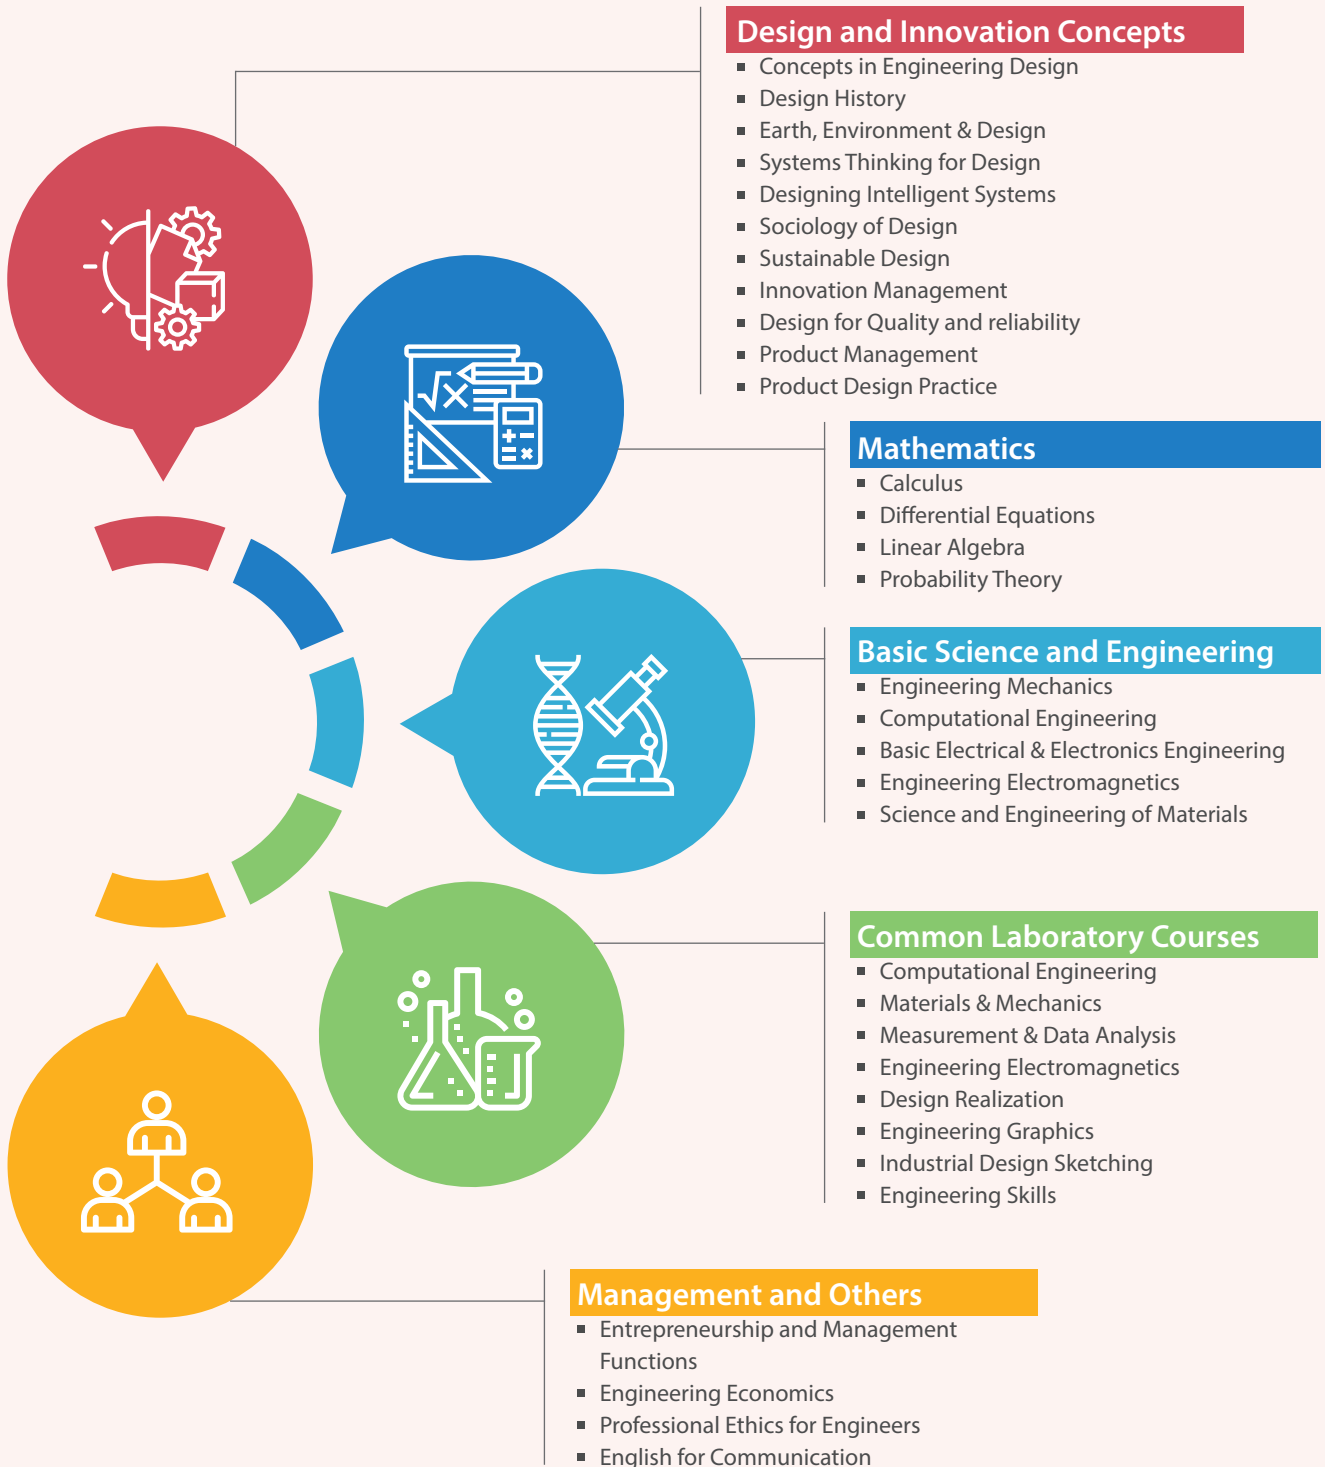 Design and Innovation Concepts
▪ Concepts in Engineering Design
▪ Design History
▪ Earth, Environment & Design
▪ Systems Thinking for Design
▪ Designing Intelligent Systems
▪ Sociology of Design
▪ Sustainable Design
▪ Innovation Management
▪ Design for Quality and reliability
▪ Product Management
▪ Product Design Practice
Mathematics
▪ Calculus
▪ Differential Equations
▪ Linear Algebra
▪ Probability Theory
Basic Science and Engineering
▪ Engineering Mechanics
▪ Computational Engineering
▪ Basic Electrical & Electronics Engineering
▪ Engineering Electromagnetics
▪ Science and Engineering of Materials
Common Laboratory Courses
▪ Computational Engineering
▪ Materials & Mechanics
▪ Measurement & Data Analysis
▪ Engineering Electromagnetics
▪ Design Realization
▪ Engineering Graphics
▪ Industrial Design Sketching
▪ Engineering Skills
Management and Others
▪ Entrepreneurship and Management
Functions
▪ Engineering Economics
▪ Professional Ethics for Engineers
▪ English for Communication